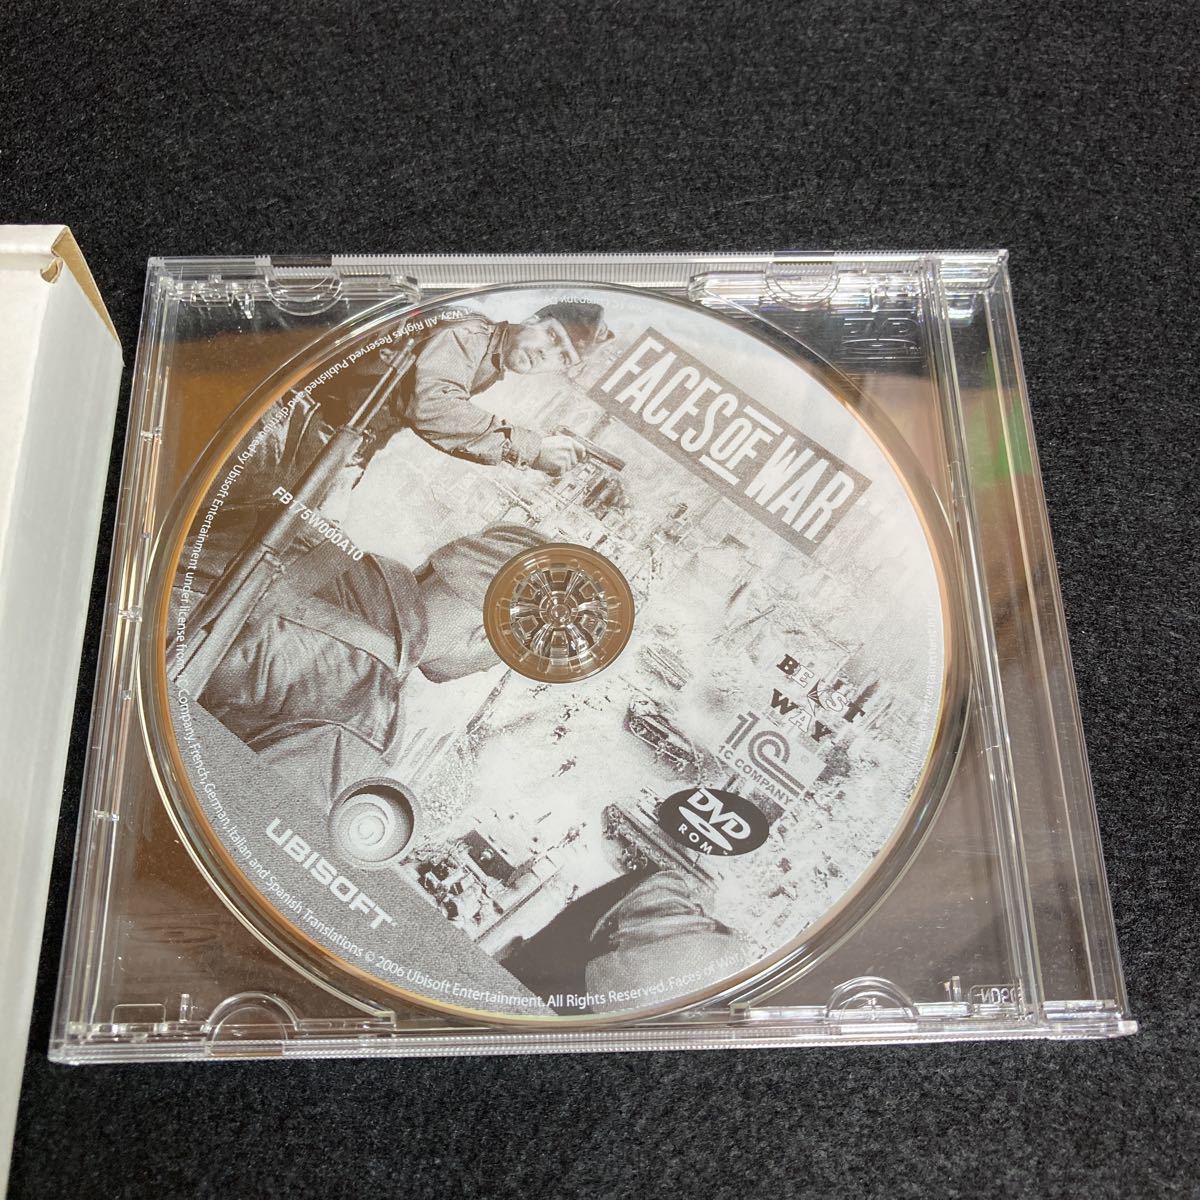 FACES OF WAR
FB175W000A10
BEST
WAY
1C
1C COMPANY
DVD
ROM
UBISOFT
Way. All Rights Reserved. Published and distributed by Ubisoft Entertainment under license from 1C Company. French, German, Italian and Spanish Translations © 2006 Ubisoft Entertainment. All Rights Reserved. Faces of War,